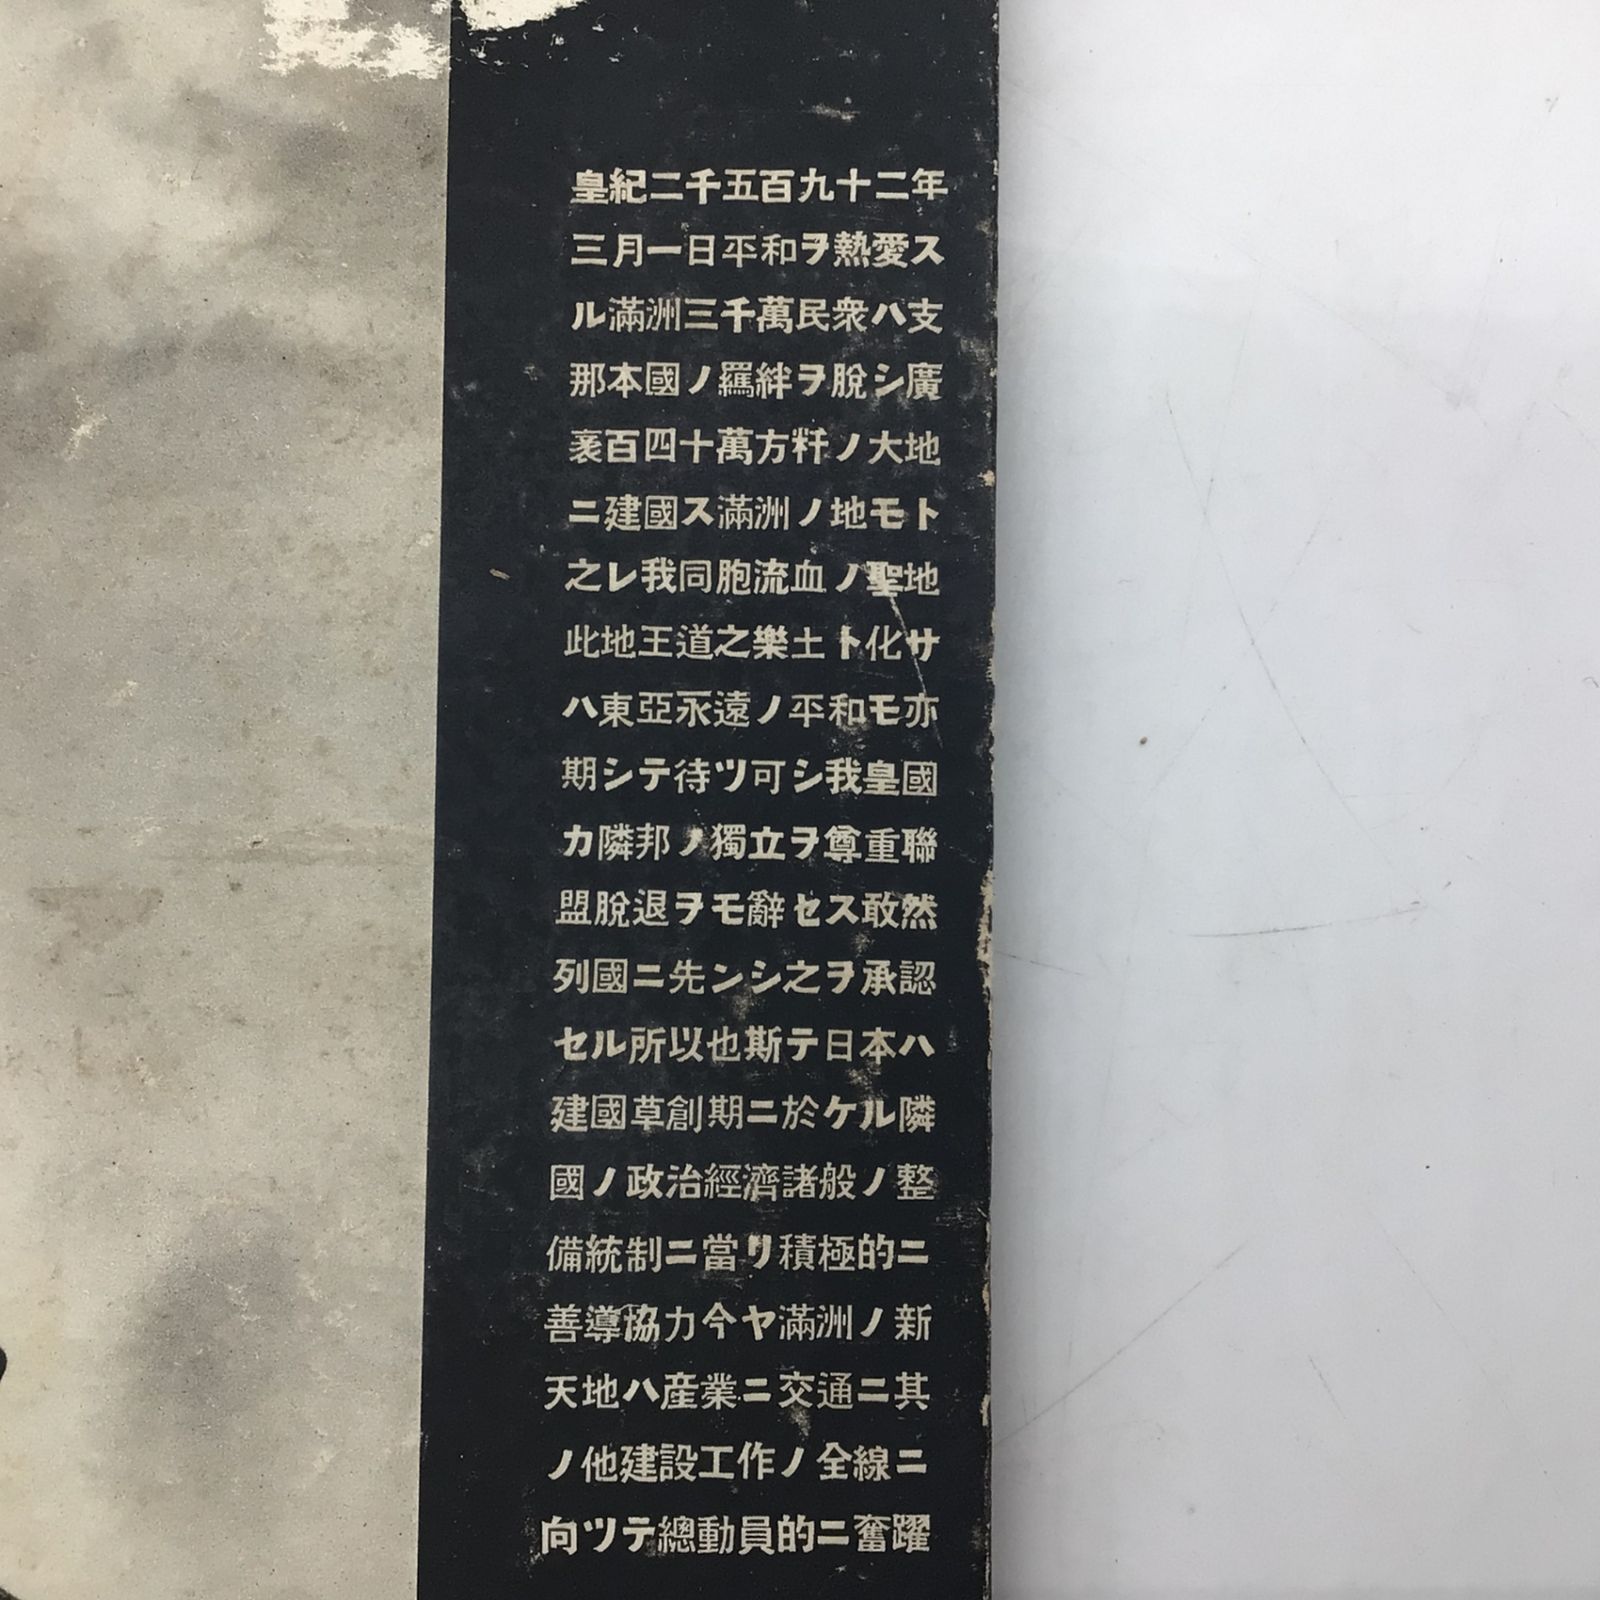 皇紀二千五百九十二年
三月一日平和ヲ熱愛ス
ル滿洲三千萬民衆ハ支
那本國ノ羈絆ヲ脫シ廣
袤百四十萬方粁ノ大地
ニ建國ス滿洲ノ地モト
之レ我同胞流血ノ聖地
此地王道之樂土ト化サ
ハ東亞永遠ノ平和モ亦
期シテ待ツ可シ我皇國
カ隣邦ノ獨立ヲ尊重聯
盟脫退ヲモ辭セス敢然
列國ニ先ンシ之ヲ承認
セル所以也斯テ日本ハ
建國草創期ニ於ケル隣
國ノ政治經濟諸般ノ整
備統制ニ當リ積極的ニ
善導協力今ヤ滿洲ノ新
天地ハ産業ニ交通ニ其
ノ他建設工作ノ全線ニ
向ツテ總動員的ニ奮躍